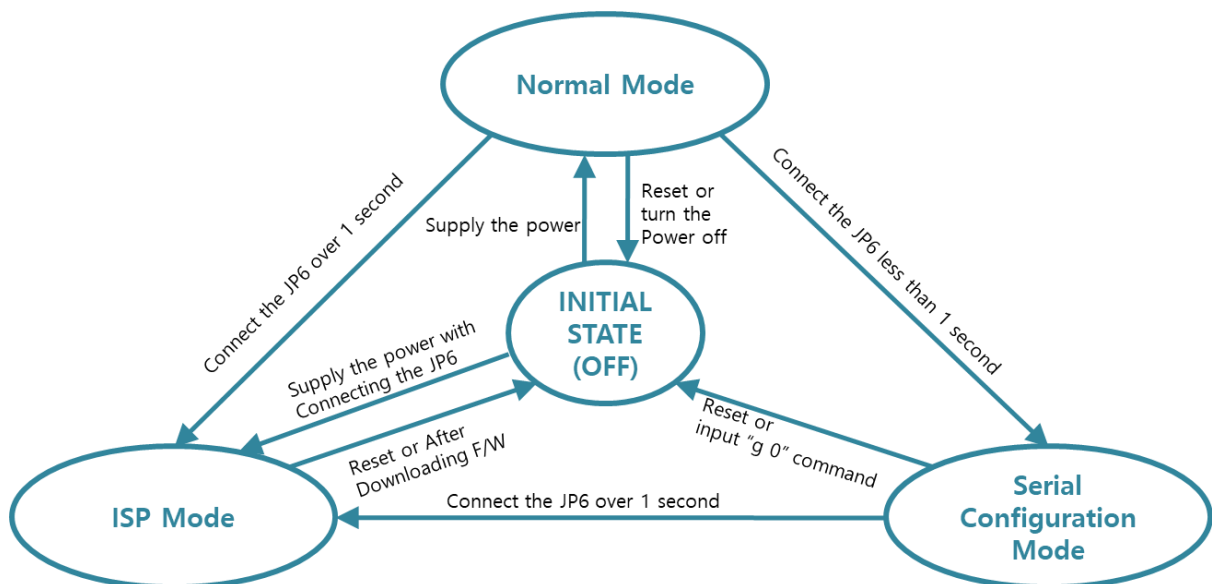 Normal Mode
Connect the JP6 over 1 second
Supply the power
Reset or
turn the
Power off
Connect the JP6 less than 1 second
INITIAL
STATE
(OFF)
Supply the power with
Connecting the JP6
Reset or After
Downloading F/W
Reset or
input “g 0” command
ISP Mode
Connect the JP6 over 1 second
Serial
Configuration
Mode